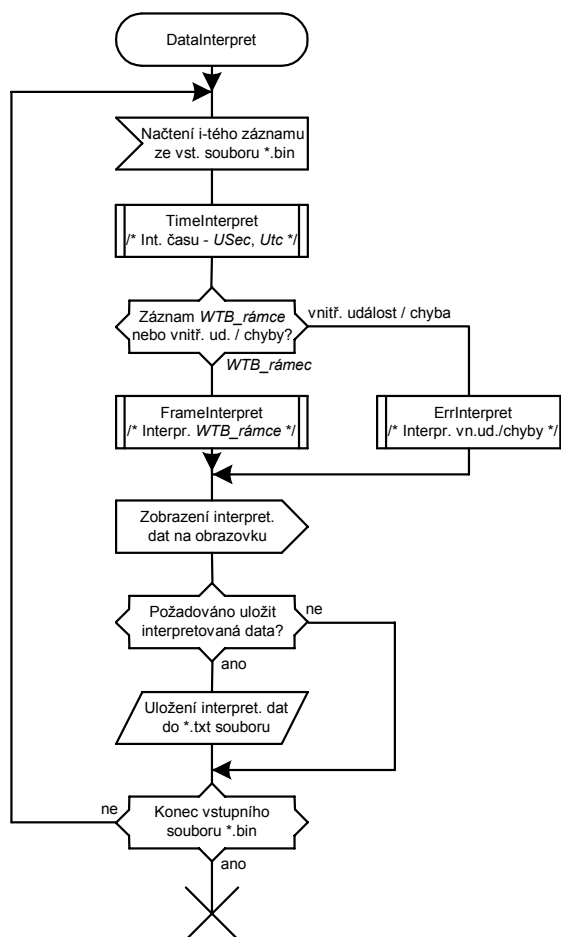 DataInterpret
Načtení i-tého záznamu
ze vst. souboru *.bin
TimeInterpret
/* Int. času - USec, Utc */
Záznam WTB_rámce
nebo vnitř. ud. / chyby?
vnitř. událost / chyba
WTB_rámec
FrameInterpret
/* Interpr. WTB_rámce */
ErrInterpret
/* Interpr. vn.ud./chyby */
Zobrazení interpret.
dat na obrazovku
Požadováno uložit
interpretovaná data?
ne
ano
Uložení interpret. dat
do *.txt souboru
ne
Konec vstupního
souboru *.bin
ano